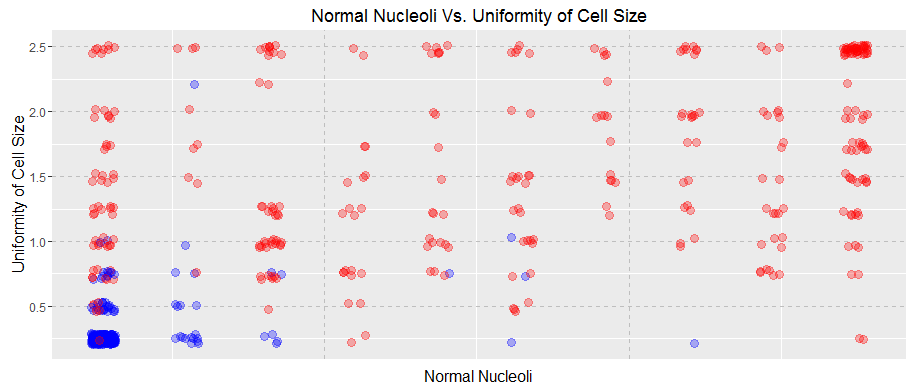 Normal Nucleoli Vs. Uniformity of Cell Size
Uniformity of Cell Size
2.5
2.0
1.5
1.0
0.5
Normal Nucleoli